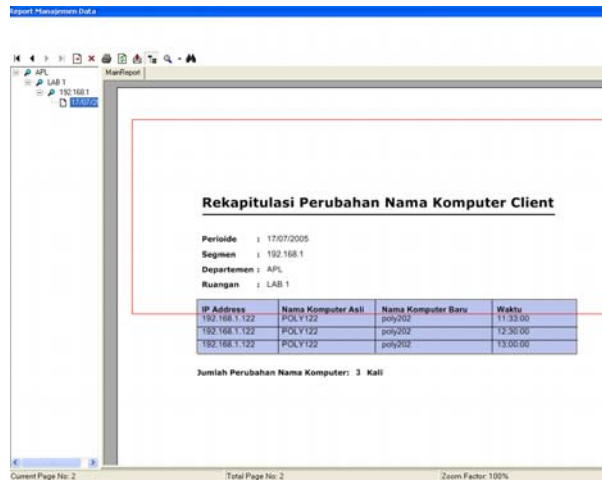 Report Manajemen Data
MainReport
APL
LAB 1
192.168.1
17/07/2
Rekapitulasi Perubahan Nama Komputer Client
Perioide : 17/07/2005
Segmen : 192.168.1
Departemen : APL
Ruangan : LAB 1
IP Address Nama Komputer Asli Nama Komputer Baru Waktu
192.168.1.122 POLY122 poly202 11:33:00
192.168.1.122 POLY122 poly202 12:30:00
192.168.1.122 POLY122 poly202 13:00:00
Jumlah Perubahan Nama Komputer: 3 Kali
Current Page No: 2 Total Page No: 2 Zoom Factor: 100%